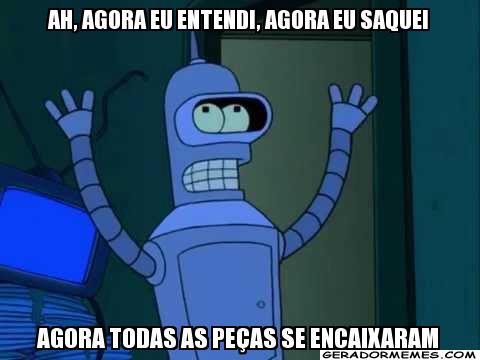 AH, AGORA EU ENTENDI, AGORA EU SAQUEI
AGORA TODAS AS PEÇAS SE ENCAIXARAM
GERADORMEMES.COM